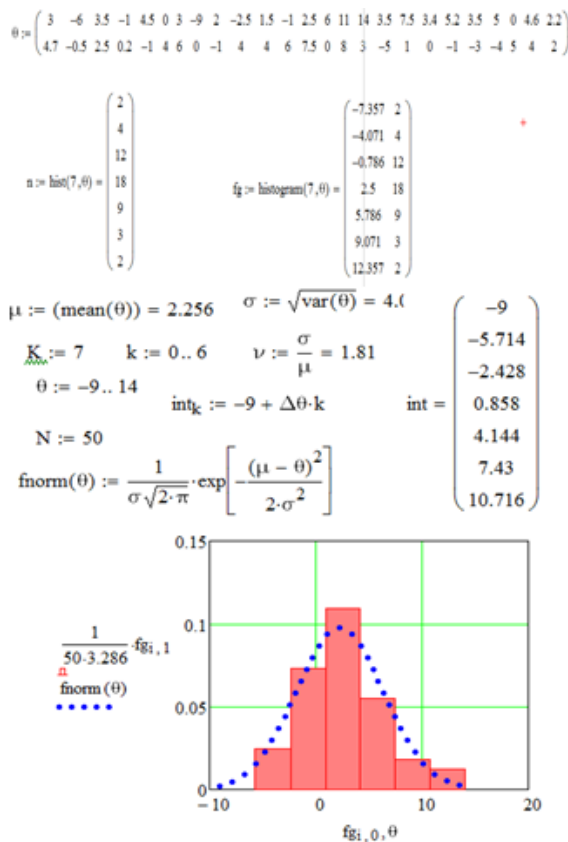 θ := ( 3 −6 3.5 −1 4.5 0 3 −9 2 −2.5 1.5 −1 2.5 6 11 14 3.5 7.5 3.4 5.2 3.5 5 0 4.6 2.2 )
( 4.7 −0.5 2.5 0.2 −1 4 6 0 −1 4 4 6 7.5 0 8 3 −5 1 0 −1 −3 −4 5 4 2 )
n := hist(7,θ) =
2
4
12
18
9
3
2
fg := histogram(7,θ) =
−7.357 2
−4.071 4
−0.786 12
2.5 18
5.786 9
9.071 3
12.357 2
μ := (mean(θ)) = 2.256
σ := √var(θ) =
K := 7
k := 0.. 6
ν := σ/μ = 1.81
θ := −9.. 14
int_k := −9 + Δθ·k
int =
−9
−5.714
−2.428
0.858
4.144
7.43
10.716
N := 50
fnorm(θ) := 1/(σ√2·π) ·exp[−(μ − θ)²/(2·σ²)]
0.15
0.1
0.05
0
−10
0
10
20
1/(50·3.286) ·fg_i, 1
fnorm(θ)
fg_i, 0, θ